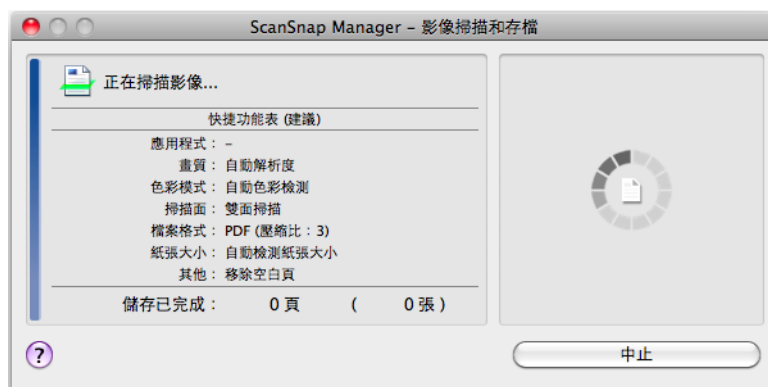 ScanSnap Manager – 影像掃描和存檔
正在掃描影像...
快捷功能表 (建議)
應用程式： –
畫質： 自動解析度
色彩模式： 自動色彩檢測
掃描面： 雙面掃描
檔案格式： PDF (壓縮比：3)
紙張大小： 自動檢測紙張大小
其他： 移除空白頁
儲存已完成： 0 頁 ( 0 張 )
? 中止